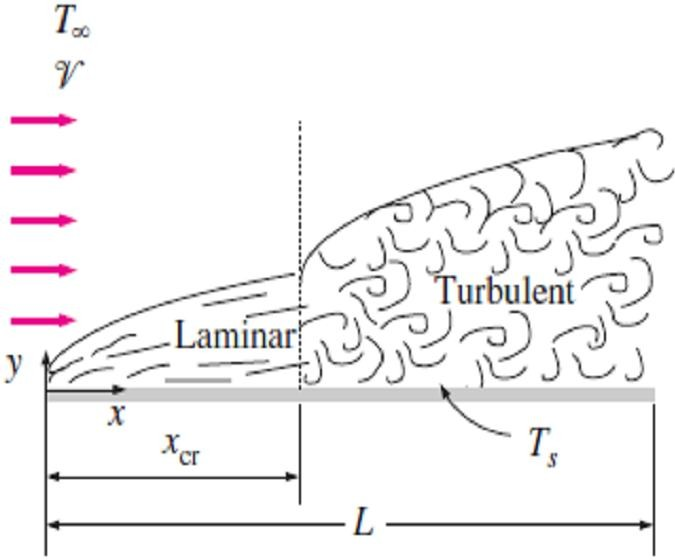 T∞
𝒱
Laminar
Turbulent
y
x
x_cr
T_s
L